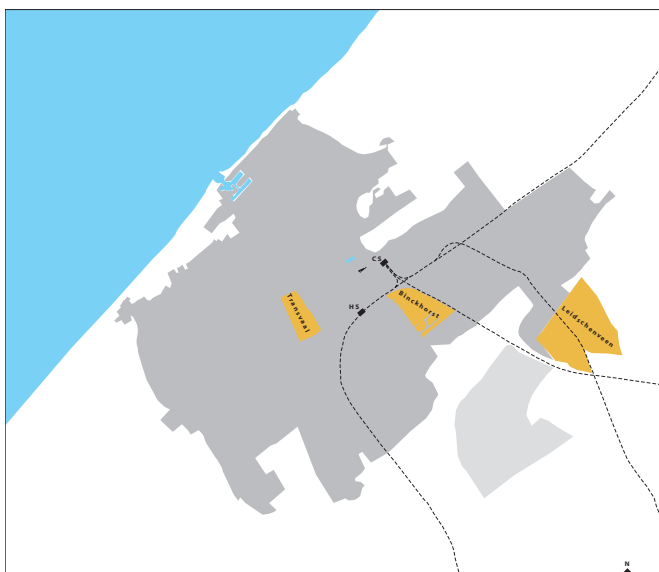 CS
HS
Transvaal
Binckhorst
Leidschenveen
N